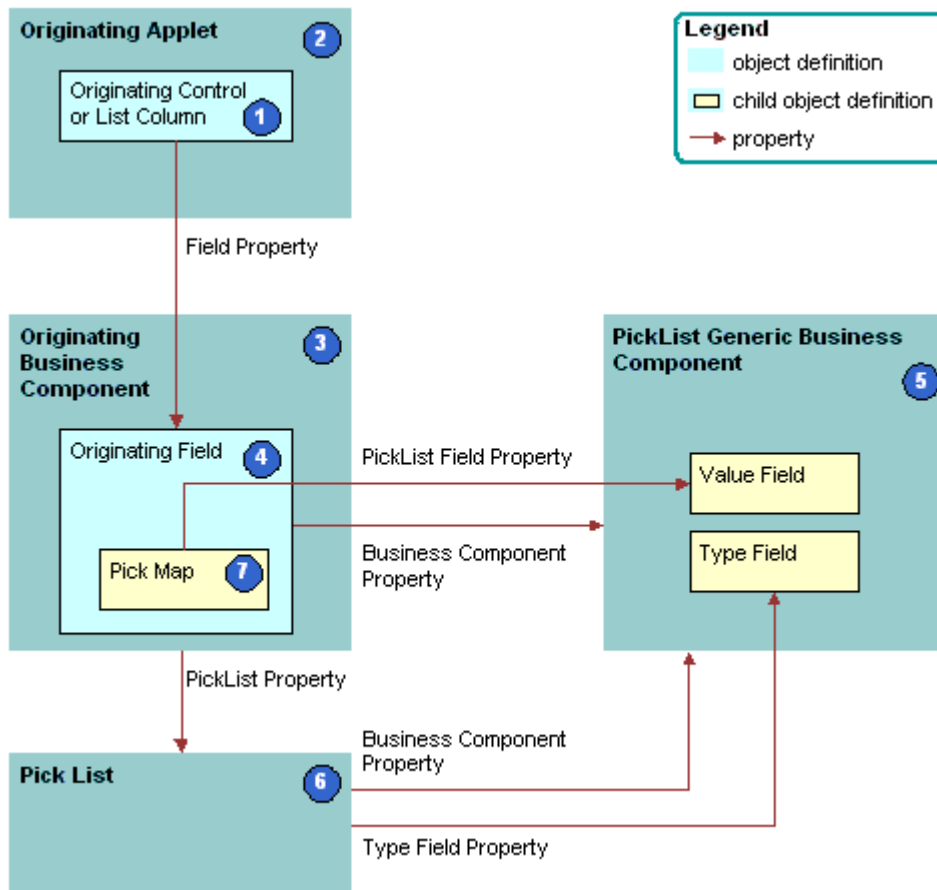 Originating Applet
2
Originating Control
or List Column
1
Legend
object definition
child object definition
property
Field Property
Originating
Business
Component
3
Originating Field
4
Pick Map
7
PickList Field Property
Business Component
Property
PickList Generic Business
Component
5
Value Field
Type Field
PickList Property
Pick List
6
Business Component
Property
Type Field Property